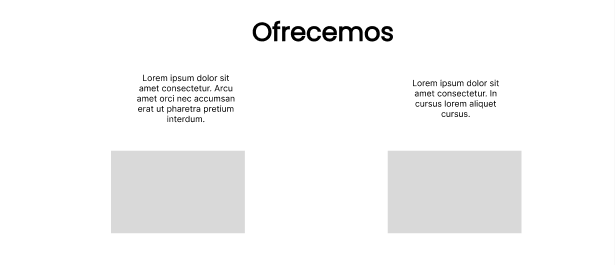 Ofrecemos
Lorem ipsum dolor sit
amet consectetur. Arcu
amet orci nec accumsan
erat ut pharetra pretium
interdum.
Lorem ipsum dolor sit
amet consectetur. In
cursus lorem aliquet
cursus.